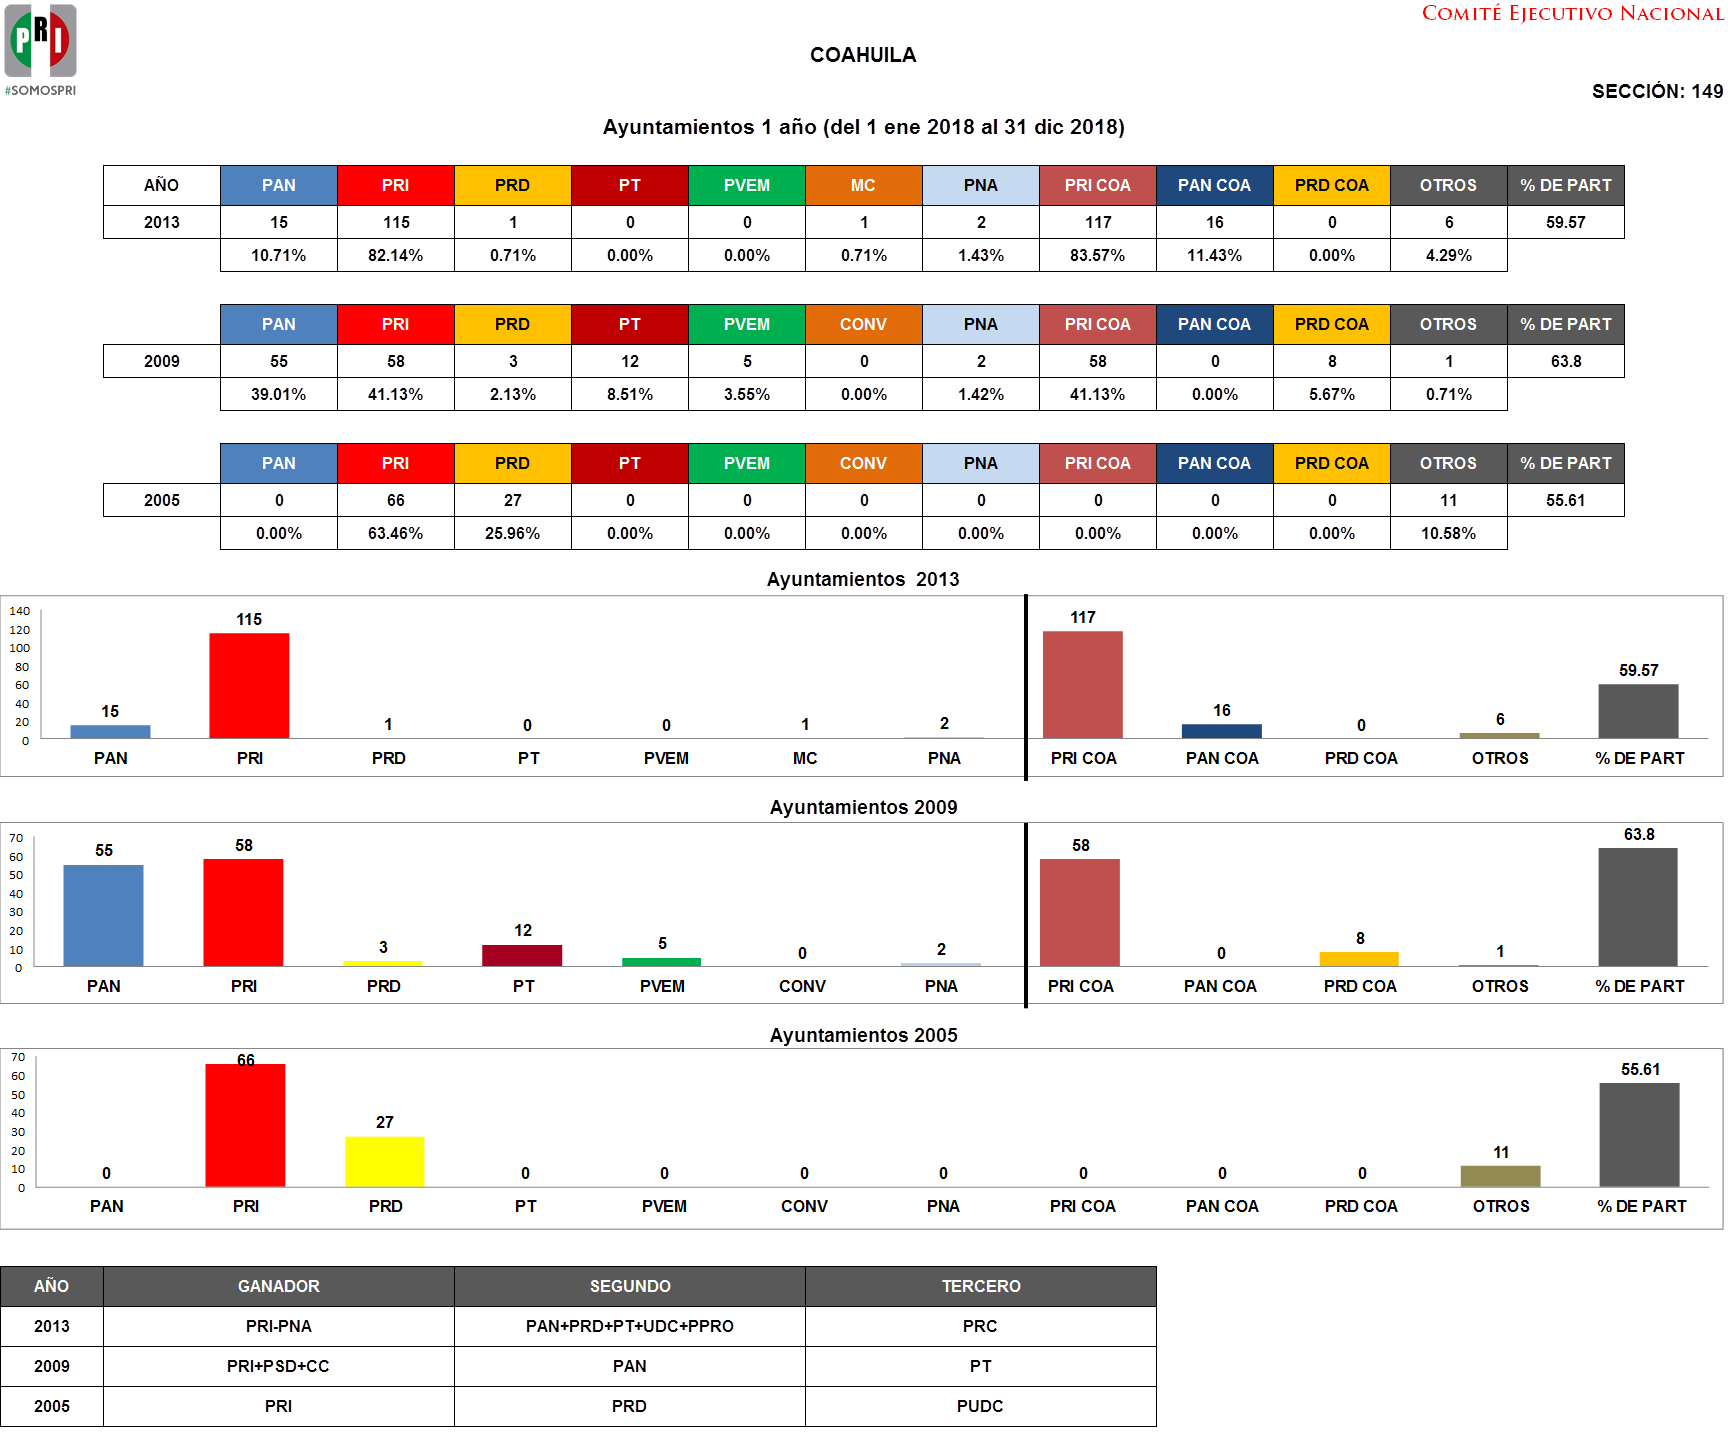 PRI
#SOMOSPRI
COMITÉ EJECUTIVO NACIONAL
COAHUILA
SECCIÓN: 149
Ayuntamientos 1 año (del 1 ene 2018 al 31 dic 2018)
AÑO PAN PRI PRD PT PVEM MC PNA PRI COA PAN COA PRD COA OTROS % DE PART
2013 15 115 1 0 0 1 2 117 16 0 6 59.57
10.71% 82.14% 0.71% 0.00% 0.00% 0.71% 1.43% 83.57% 11.43% 0.00% 4.29%
PAN PRI PRD PT PVEM CONV PNA PRI COA PAN COA PRD COA OTROS % DE PART
2009 55 58 3 12 5 0 2 58 0 8 1 63.8
39.01% 41.13% 2.13% 8.51% 3.55% 0.00% 1.42% 41.13% 0.00% 5.67% 0.71%
PAN PRI PRD PT PVEM CONV PNA PRI COA PAN COA PRD COA OTROS % DE PART
2005 0 66 27 0 0 0 0 0 0 0 11 55.61
0.00% 63.46% 25.96% 0.00% 0.00% 0.00% 0.00% 0.00% 0.00% 0.00% 10.58%
Ayuntamientos 2013
140
120
100
80
60
40
20
0
15 115 1 0 0 1 2 117 16 0 6 59.57
PAN PRI PRD PT PVEM MC PNA PRI COA PAN COA PRD COA OTROS % DE PART
Ayuntamientos 2009
70
60
50
40
30
20
10
0
55 58 3 12 5 0 2 58 0 8 1 63.8
PAN PRI PRD PT PVEM CONV PNA PRI COA PAN COA PRD COA OTROS % DE PART
Ayuntamientos 2005
70
60
50
40
30
20
10
0
0 66 27 0 0 0 0 0 0 0 11 55.61
PAN PRI PRD PT PVEM CONV PNA PRI COA PAN COA PRD COA OTROS % DE PART
AÑO GANADOR SEGUNDO TERCERO
2013 PRI-PNA PAN+PRD+PT+UDC+PPRO PRC
2009 PRI+PSD+CC PAN PT
2005 PRI PRD PUDC